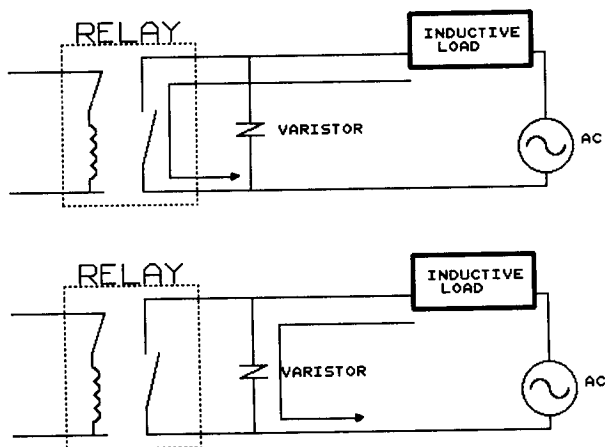 RELAY
INDUCTIVE
LOAD
VARISTOR
AC
RELAY
INDUCTIVE
LOAD
VARISTOR
AC